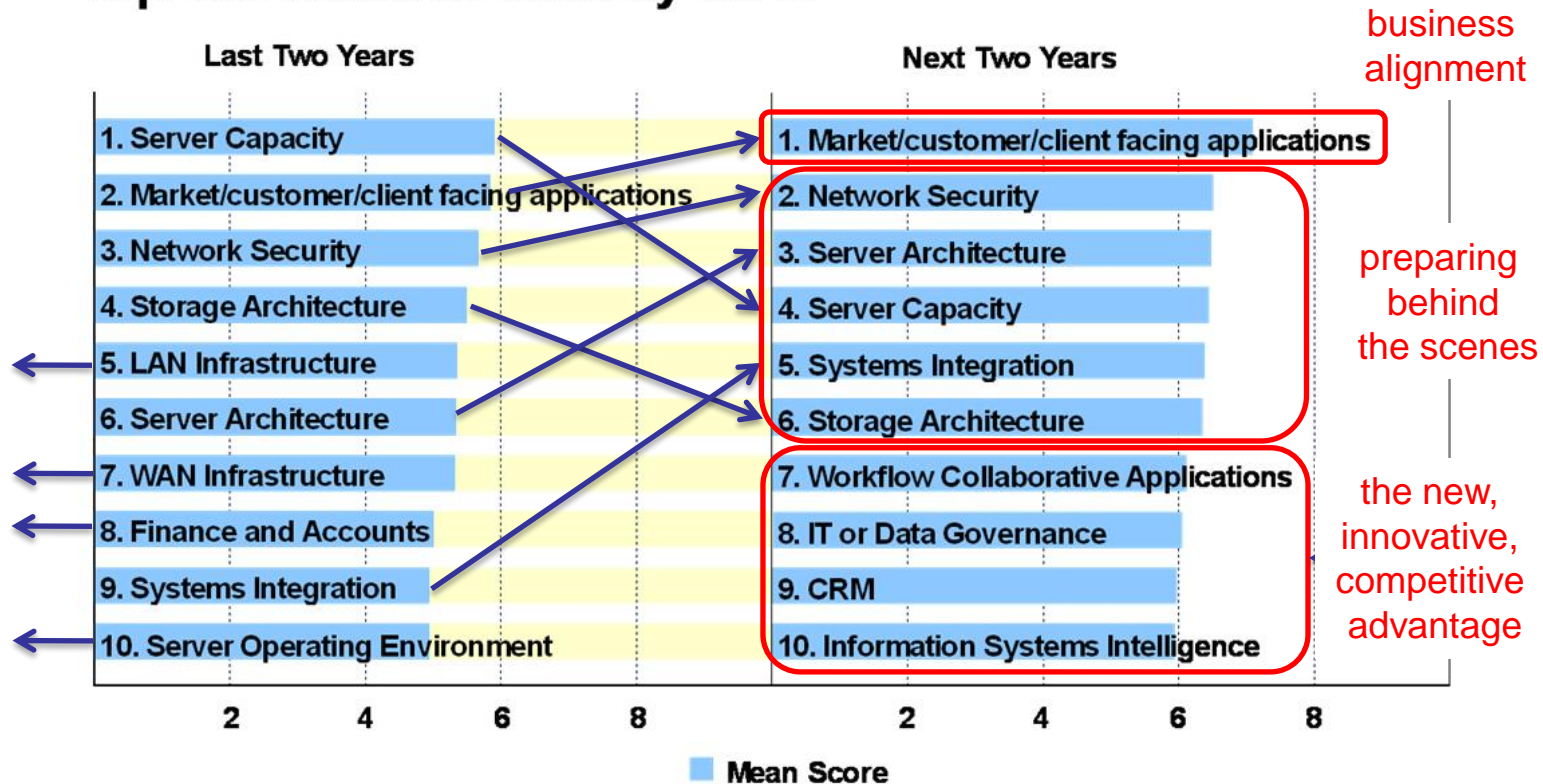 Last Two Years
1. Server Capacity
2. Market/customer/client facing applications
3. Network Security
4. Storage Architecture
5. LAN Infrastructure
6. Server Architecture
7. WAN Infrastructure
8. Finance and Accounts
9. Systems Integration
10. Server Operating Environment
2 4 6 8
Next Two Years
1. Market/customer/client facing applications
2. Network Security
3. Server Architecture
4. Server Capacity
5. Systems Integration
6. Storage Architecture
7. Workflow Collaborative Applications
8. IT or Data Governance
9. CRM
10. Information Systems Intelligence
2 4 6 8
Mean Score
business
alignment
preparing
behind
the scenes
the new,
innovative,
competitive
advantage